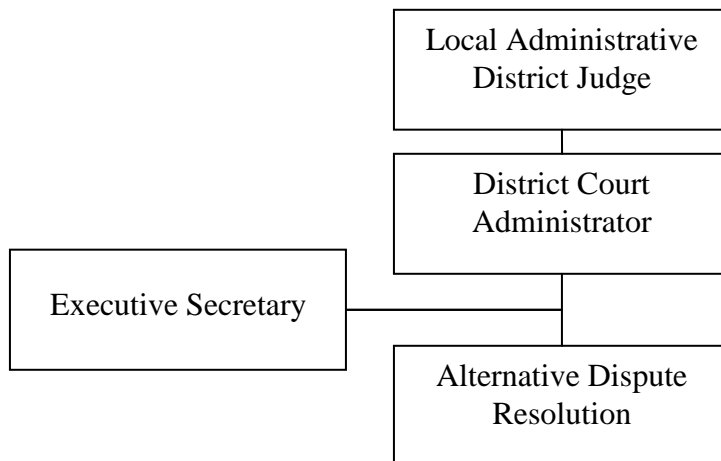 Local Administrative
District Judge
District Court
Administrator
Executive Secretary
Alternative Dispute
Resolution